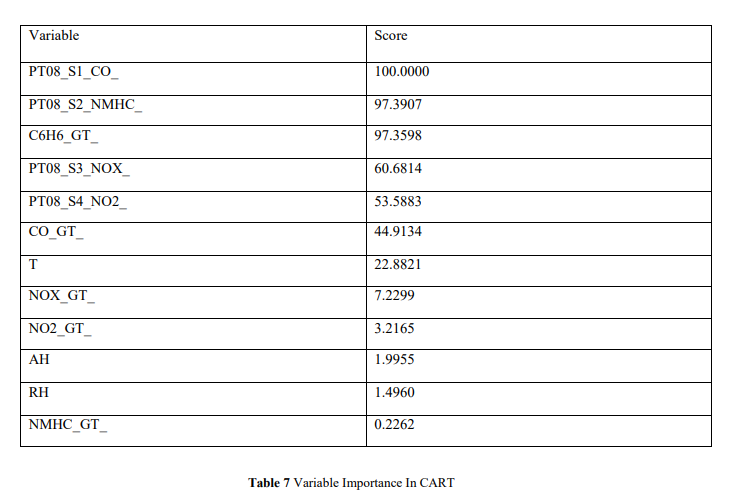 Variable Score
PT08_S1_CO_ 100.0000
PT08_S2_NMHC_ 97.3907
C6H6_GT_ 97.3598
PT08_S3_NOX_ 60.6814
PT08_S4_NO2_ 53.5883
CO_GT_ 44.9134
T 22.8821
NOX_GT_ 7.2299
NO2_GT_ 3.2165
AH 1.9955
RH 1.4960
NMHC_GT_ 0.2262
Table 7 Variable Importance In CART